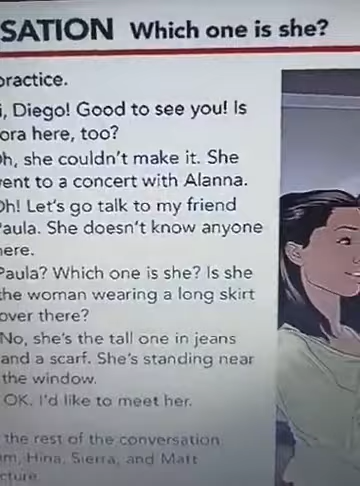 SATION Which one is she?
practice.
i, Diego! Good to see you! Is
ora here, too?
Oh, she couldn't make it. She
went to a concert with Alanna.
Oh! Let's go talk to my friend
Paula. She doesn't know anyone
here.
Paula? Which one is she? Is she
the woman wearing a long skirt
over there?
No, she's the tall one in jeans
and a scarf. She's standing near
the window.
OK. I'd like to meet her.
the rest of the conversation
am, Hina, Sierra, and Matt
cture